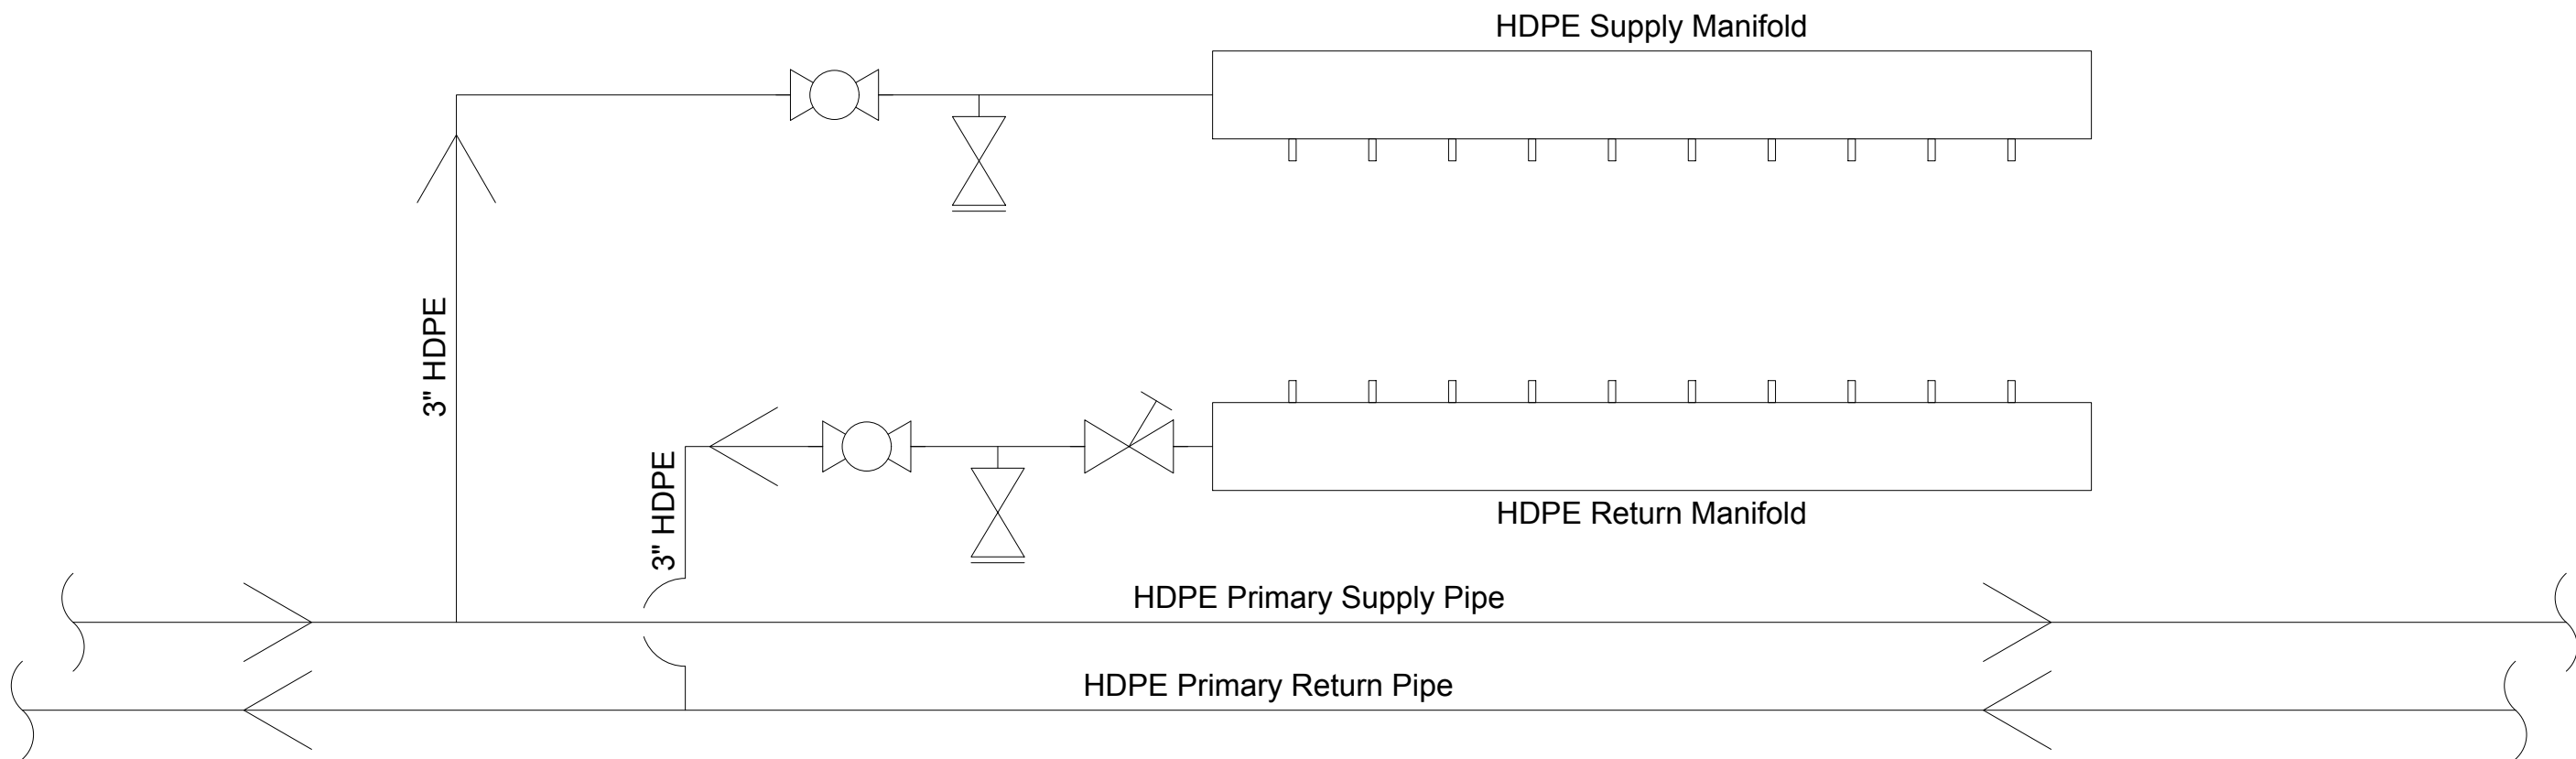 HDPE Supply Manifold
3" HDPE
3" HDPE
HDPE Return Manifold
HDPE Primary Supply Pipe
HDPE Primary Return Pipe